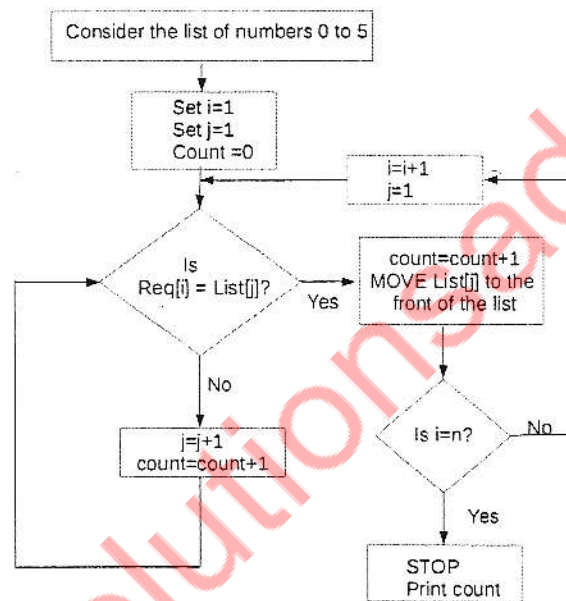 Consider the list of numbers 0 to 5
Set i=1
Set j=1
Count =0
i=i+1
j=1
Is
Req[i} = List[j]?
Yes
count=count+1
MOVE List[j] to the
front of the list
No
j=j+1
count=count+1
Is i=n?
No
Yes
STOP
Print count